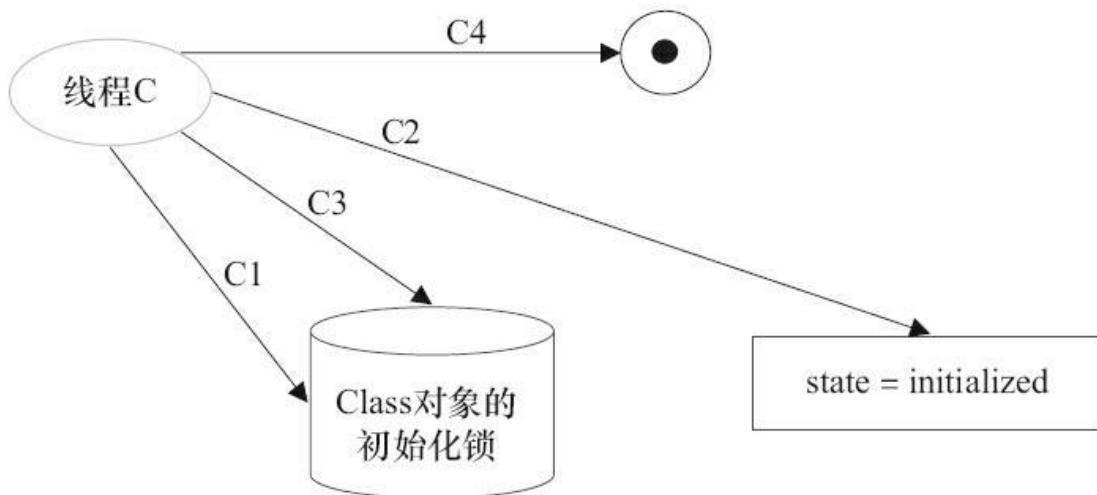 C4
线程C
C2
C3
C1
Class对象的
初始化锁
state = initialized